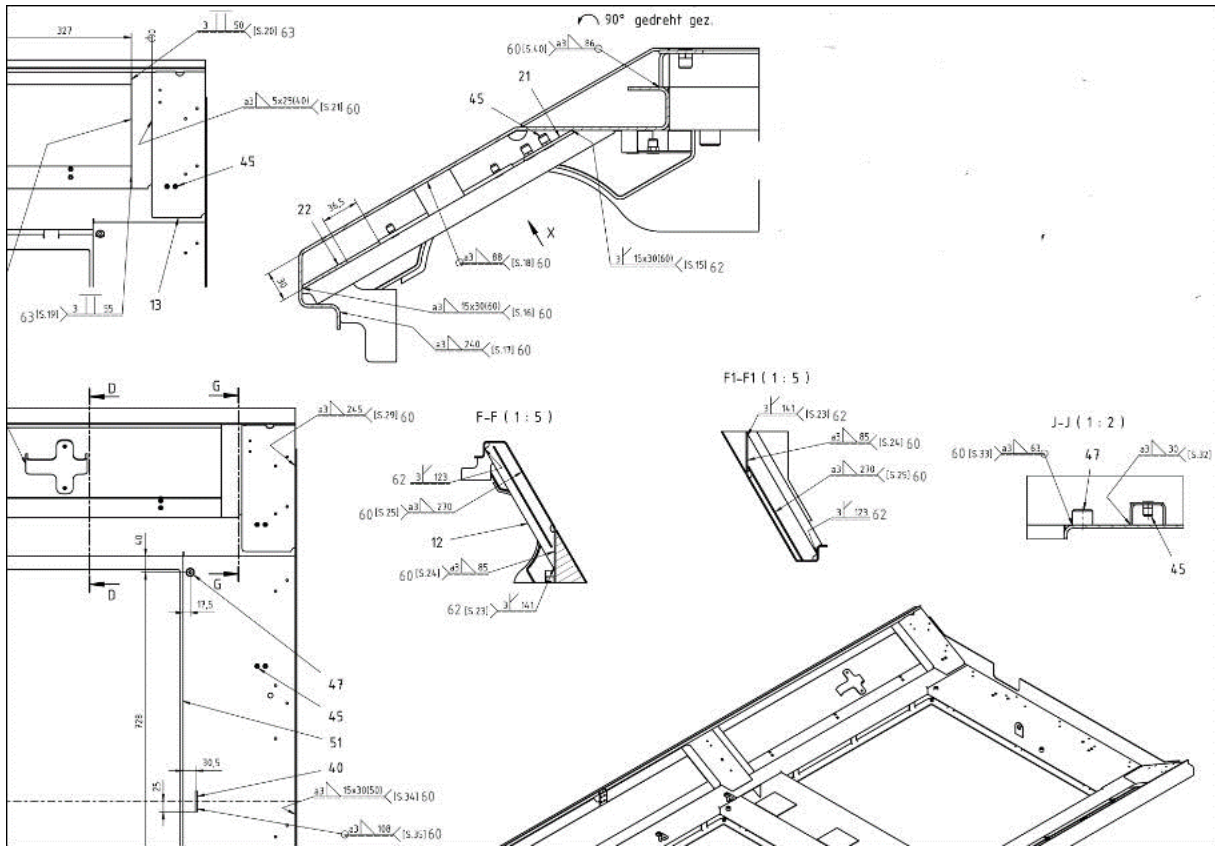 327
3 50 [S.20] 63
90° gedreht gez.
60 [S.40] a3 86
21
45
a3 5x25(40) [S.21] 60
45
22
36,5
30
X
a3 88 [S.18] 60
3 15x30(60) [S.15] 62
a3 15x30(60) [S.16] 60
a3 240 [S.17] 60
13
63 [S.19] 3 55
D
G
a3 245 [S.29] 60
F-F (1 : 5)
62 3 123
60 [S.25] a3 270
12
60 [S.24] a3 85
62 [S.23] 3 141
F1-F1 (1 : 5)
3 141 [S.23] 62
a3 85 [S.24] 60
a3 270 [S.25] 60
3 123 62
J-J (1 : 2)
60 [S.33] a3 63
47
a3 30 [S.32]
45
40
D
G
17,5
47
45
728
51
30,5
40
25
a3 15x30(50) [S.34] 60
a3 108 [S.35] 60